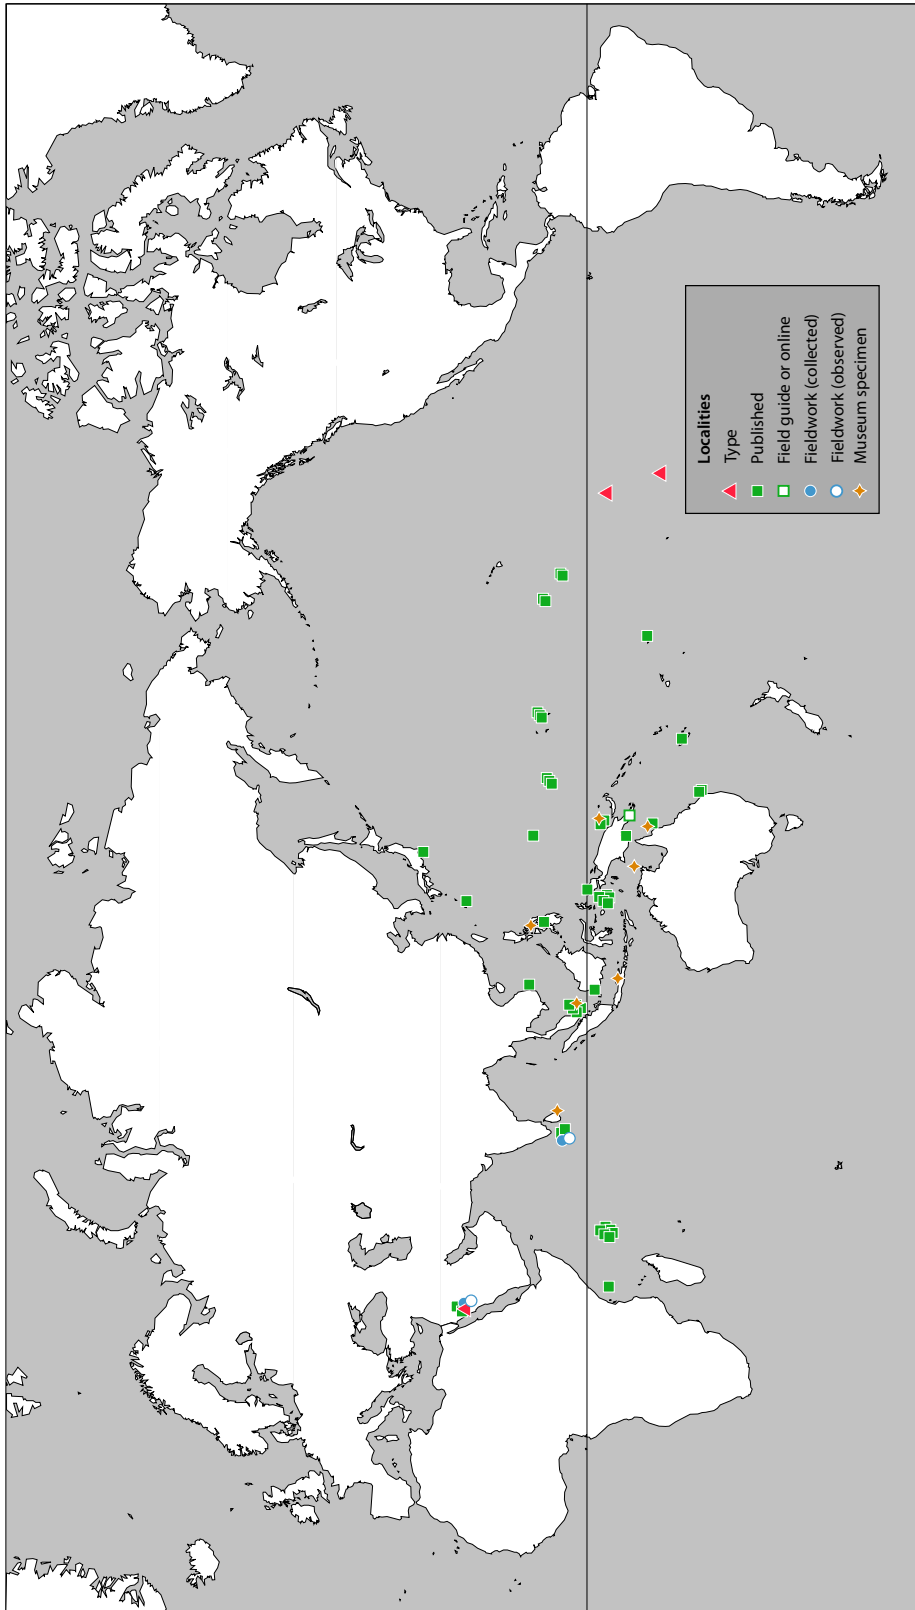 Localities
Type
Published
Field guide or online
Fieldwork (collected)
Fieldwork (observed)
Museum specimen